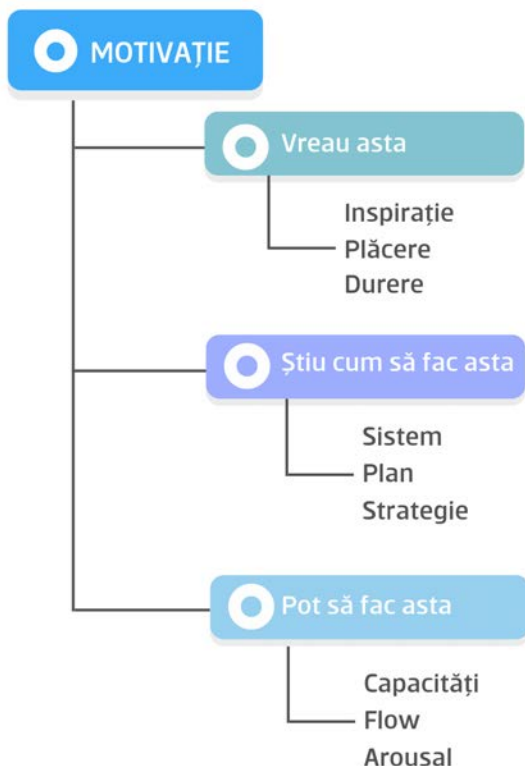 MOTIVAȚIE
Vreau asta
Inspirație
Plăcere
Durere
Știu cum să fac asta
Sistem
Plan
Strategie
Pot să fac asta
Capacități
Flow
Arousal